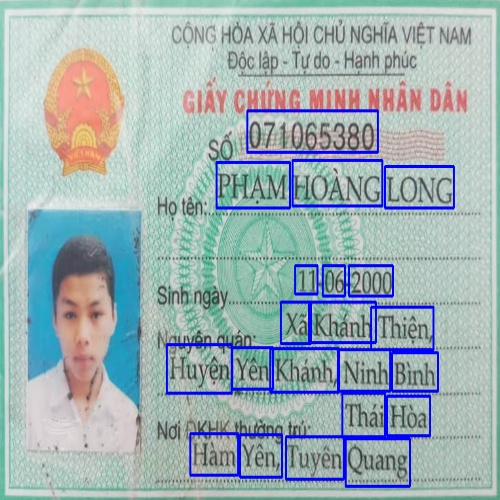 CỘNG HÒA XÃ HỘI CHỦ NGHĨA VIỆT NAM
Độc lập - Tự do - Hạnh phúc
GIẤY CHỨNG MINH NHÂN DÂN
SỐ 071065380
Họ tên: PHẠM HOÀNG LONG
Sinh ngày 11-06-2000
Nguyên quán: Xã Khánh Thiện,
Huyện Yên Khánh, Ninh Bình
Nơi ĐKHK thường trú: Thái Hòa
Hàm Yên, Tuyên Quang
VIỆT NAM